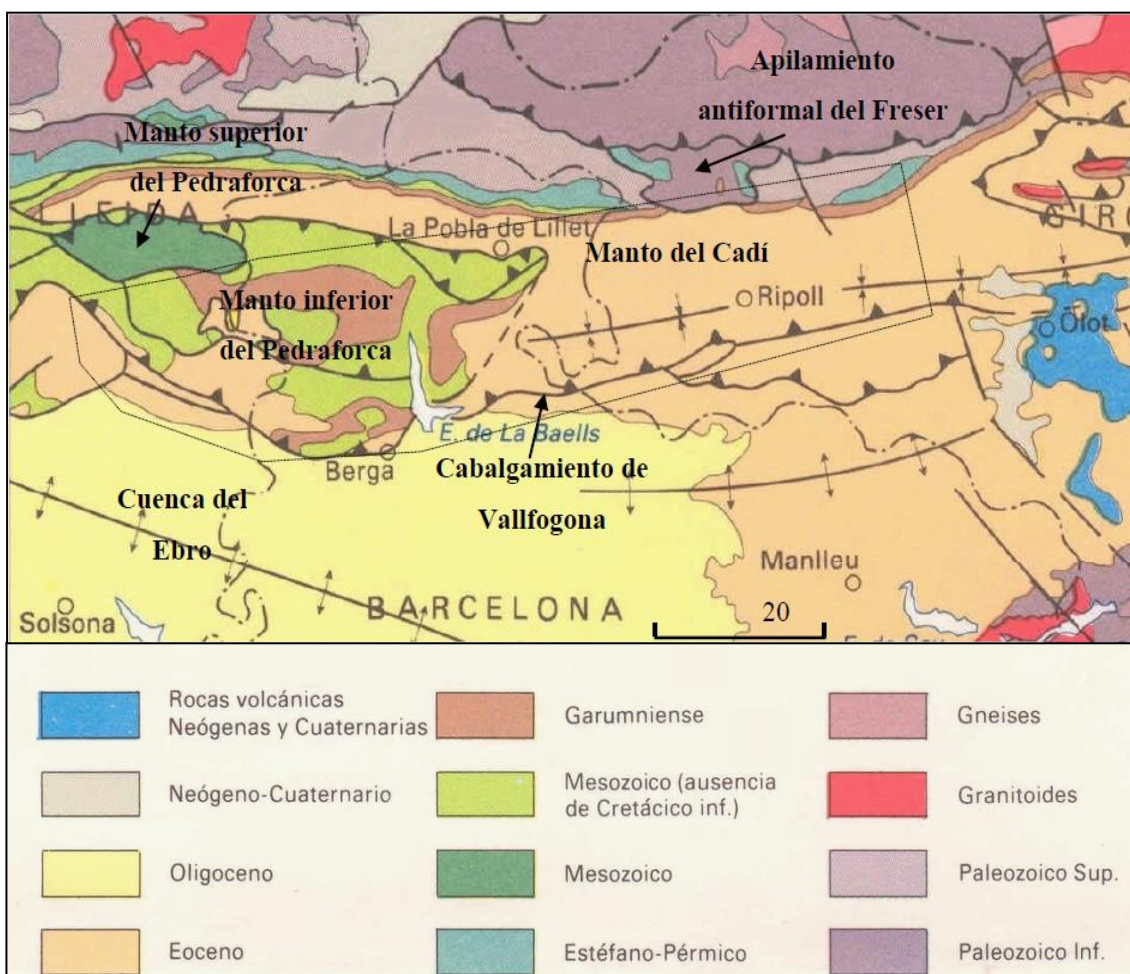 Apilamiento
antiformal del Freser
Manto superior
del Pedraforca
LLEIDA
La Pobla de Lillet
Manto del Cadí
GIRO
Ripoll
Olot
Manto inferior
del Pedraforca
E. de La Baells
Berga
Cabalgamiento de
Vallfogona
Cuenca del
Ebro
Manlleu
BARCELONA
20
Solsona
Rocas volcánicas
Neógenas y Cuaternarias
Neógeno-Cuaternario
Oligoceno
Eoceno
Garumniense
Mesozoico (ausencia
de Cretácico inf.)
Mesozoico
Estéfano-Pérmico
Gneises
Granitoides
Paleozoico Sup.
Paleozoico Inf.